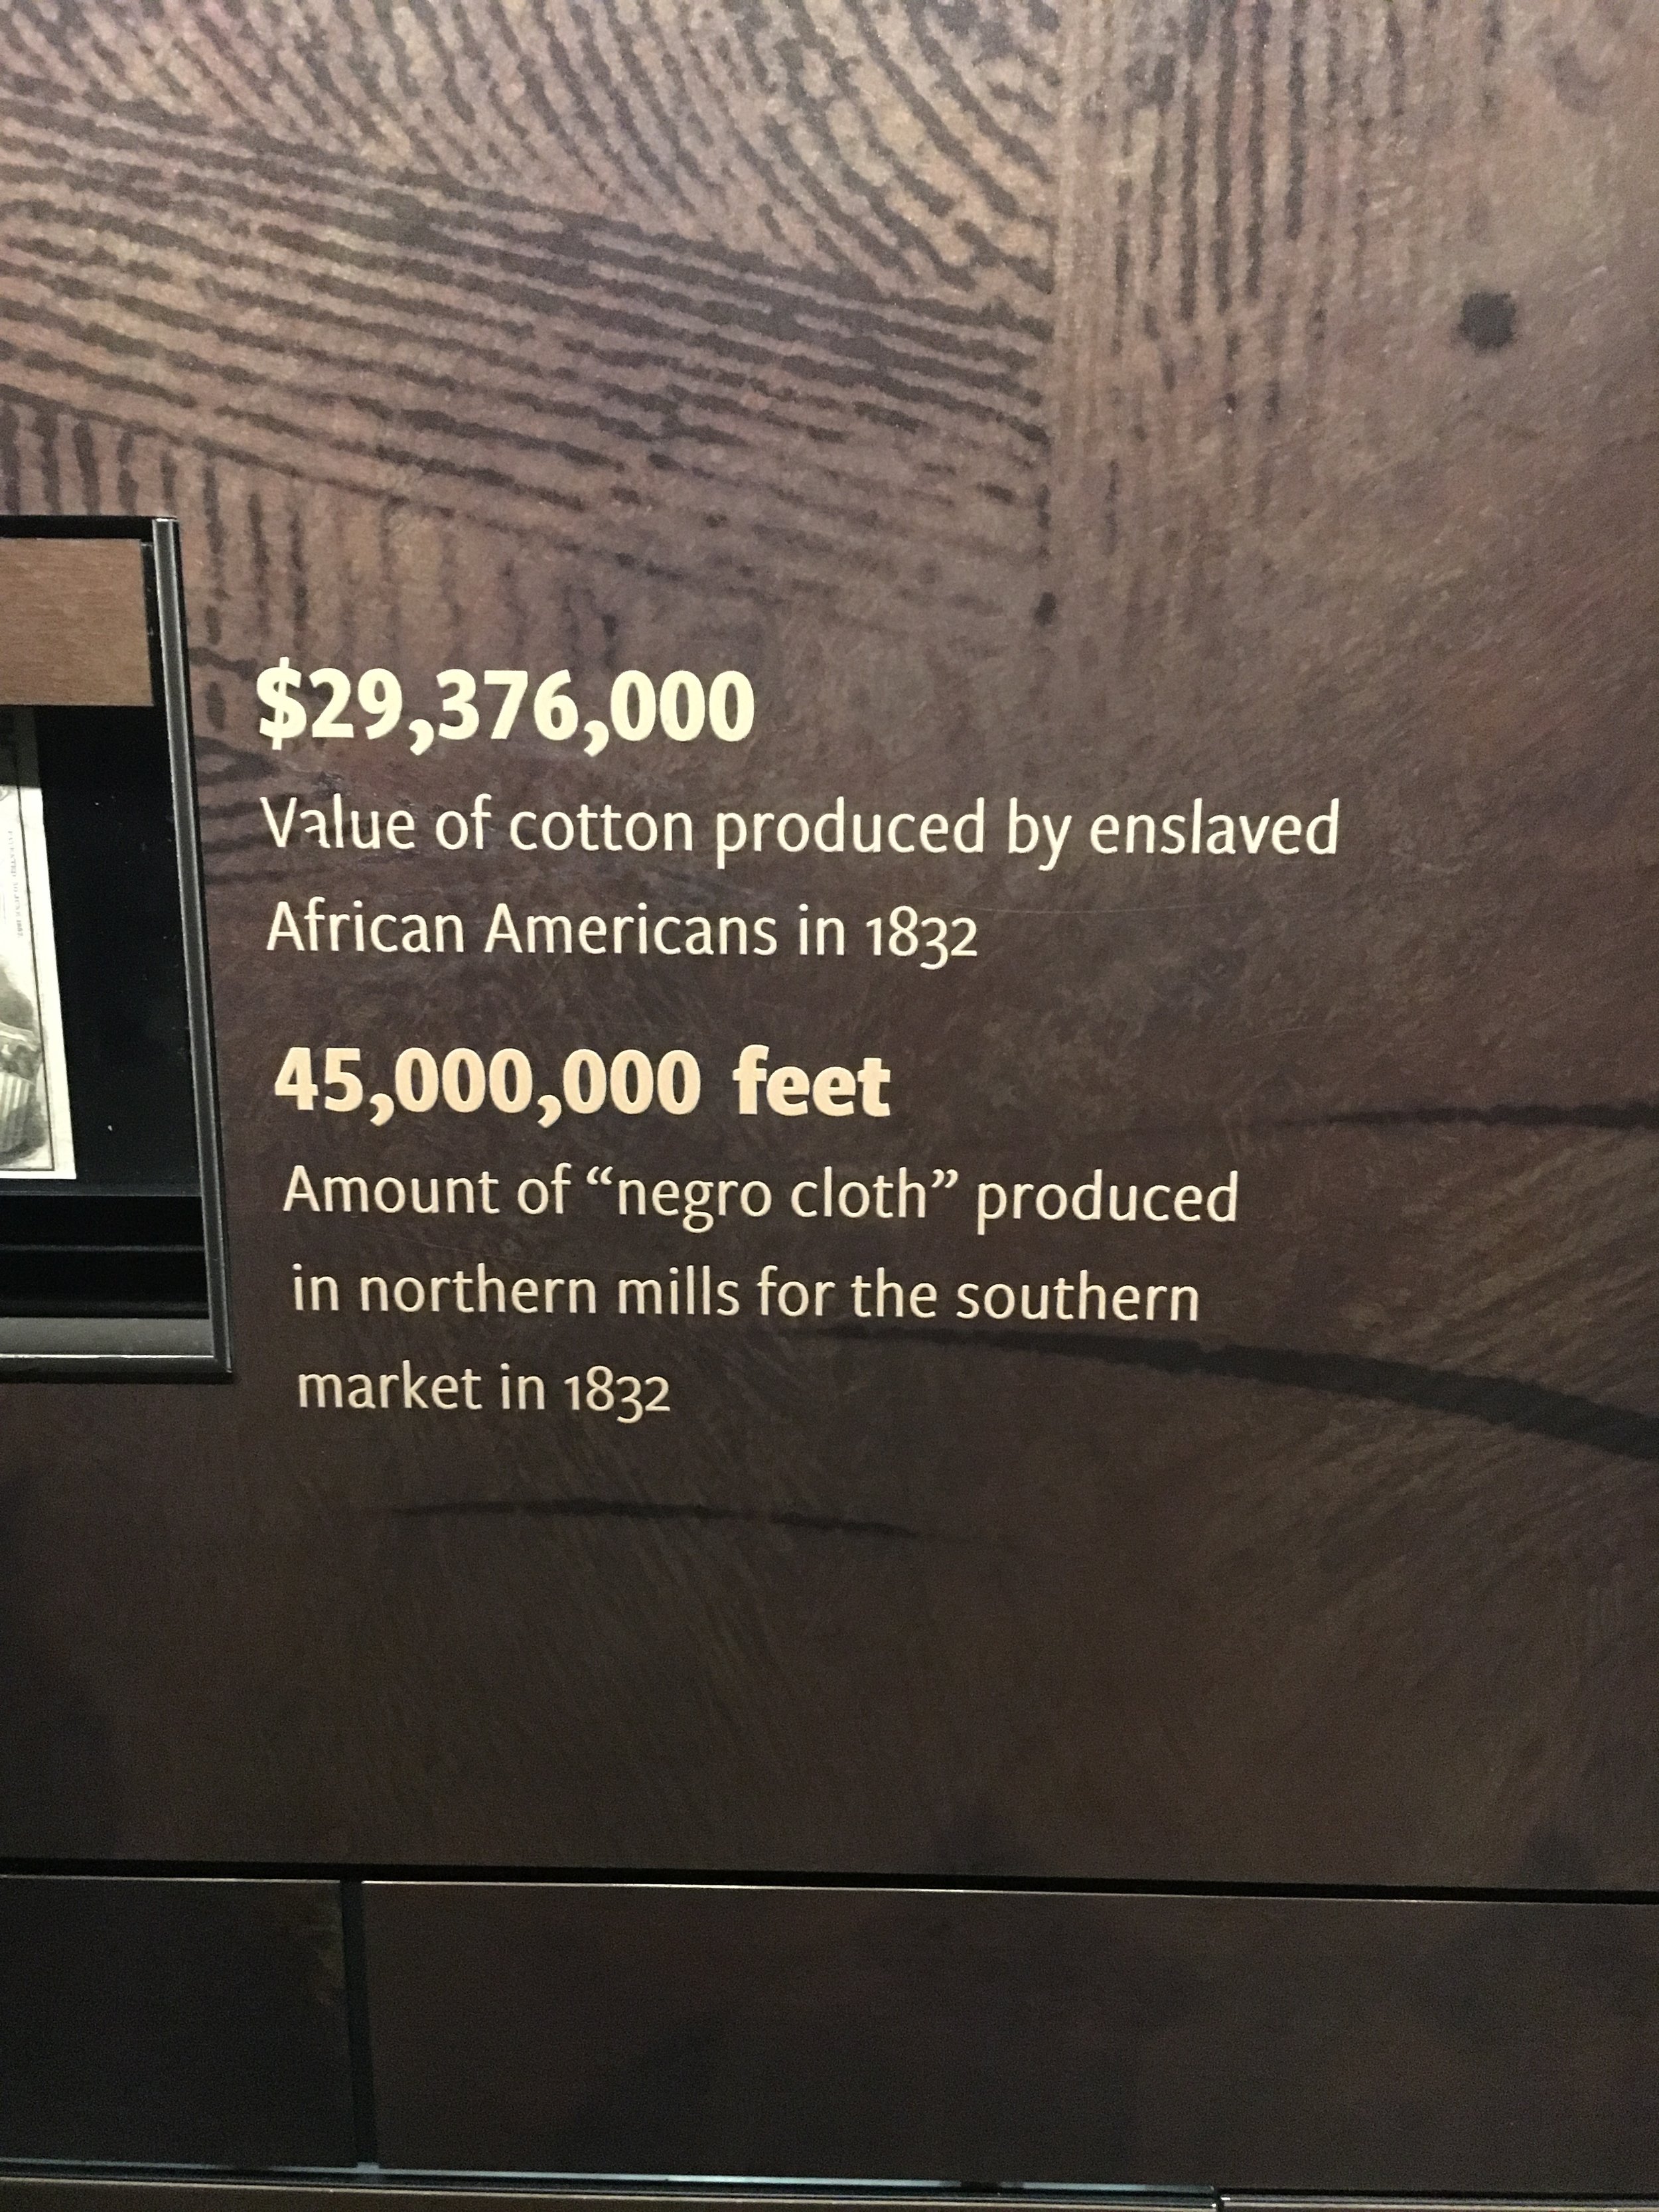 $29,376,000
Value of cotton produced by enslaved
African Americans in 1832
45,000,000 feet
Amount of “negro cloth” produced
in northern mills for the southern
market in 1832